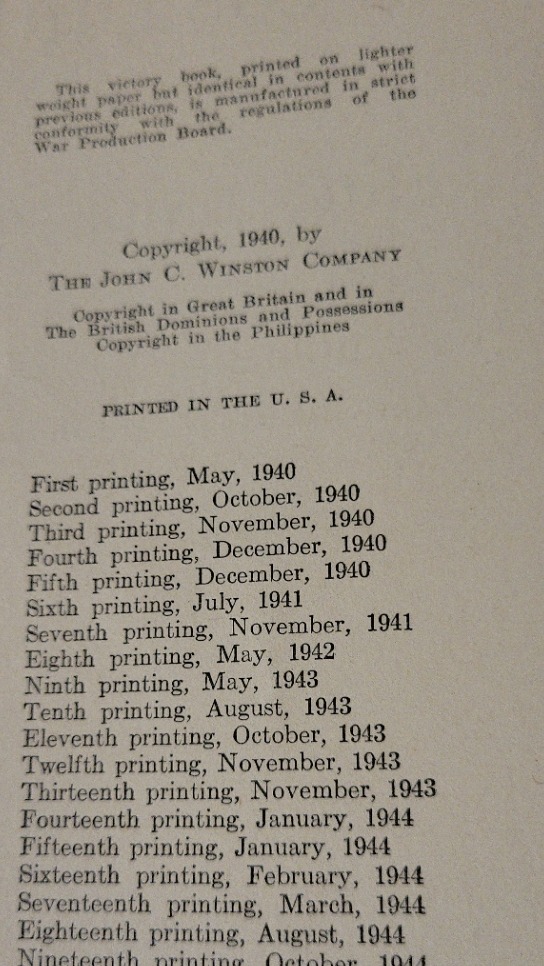 This victory book, printed on lighter
weight paper but identical in contents with
previous editions, is manufactured in strict
conformity with the regulations of the
War Production Board.
Copyright, 1940, by
THE JOHN C. WINSTON COMPANY
Copyright in Great Britain and in
The British Dominions and Possessions
Copyright in the Philippines
PRINTED IN THE U. S. A.
First printing, May, 1940
Second printing, October, 1940
Third printing, November, 1940
Fourth printing, December, 1940
Fifth printing, December, 1940
Sixth printing, July, 1941
Seventh printing, November, 1941
Eighth printing, May, 1942
Ninth printing, May, 1943
Tenth printing, August, 1943
Eleventh printing, October, 1943
Twelfth printing, November, 1943
Thirteenth printing, November, 1943
Fourteenth printing, January, 1944
Fifteenth printing, January, 1944
Sixteenth printing, February, 1944
Seventeenth printing, March, 1944
Eighteenth printing, August, 1944
Nineteenth printing, October, 1944